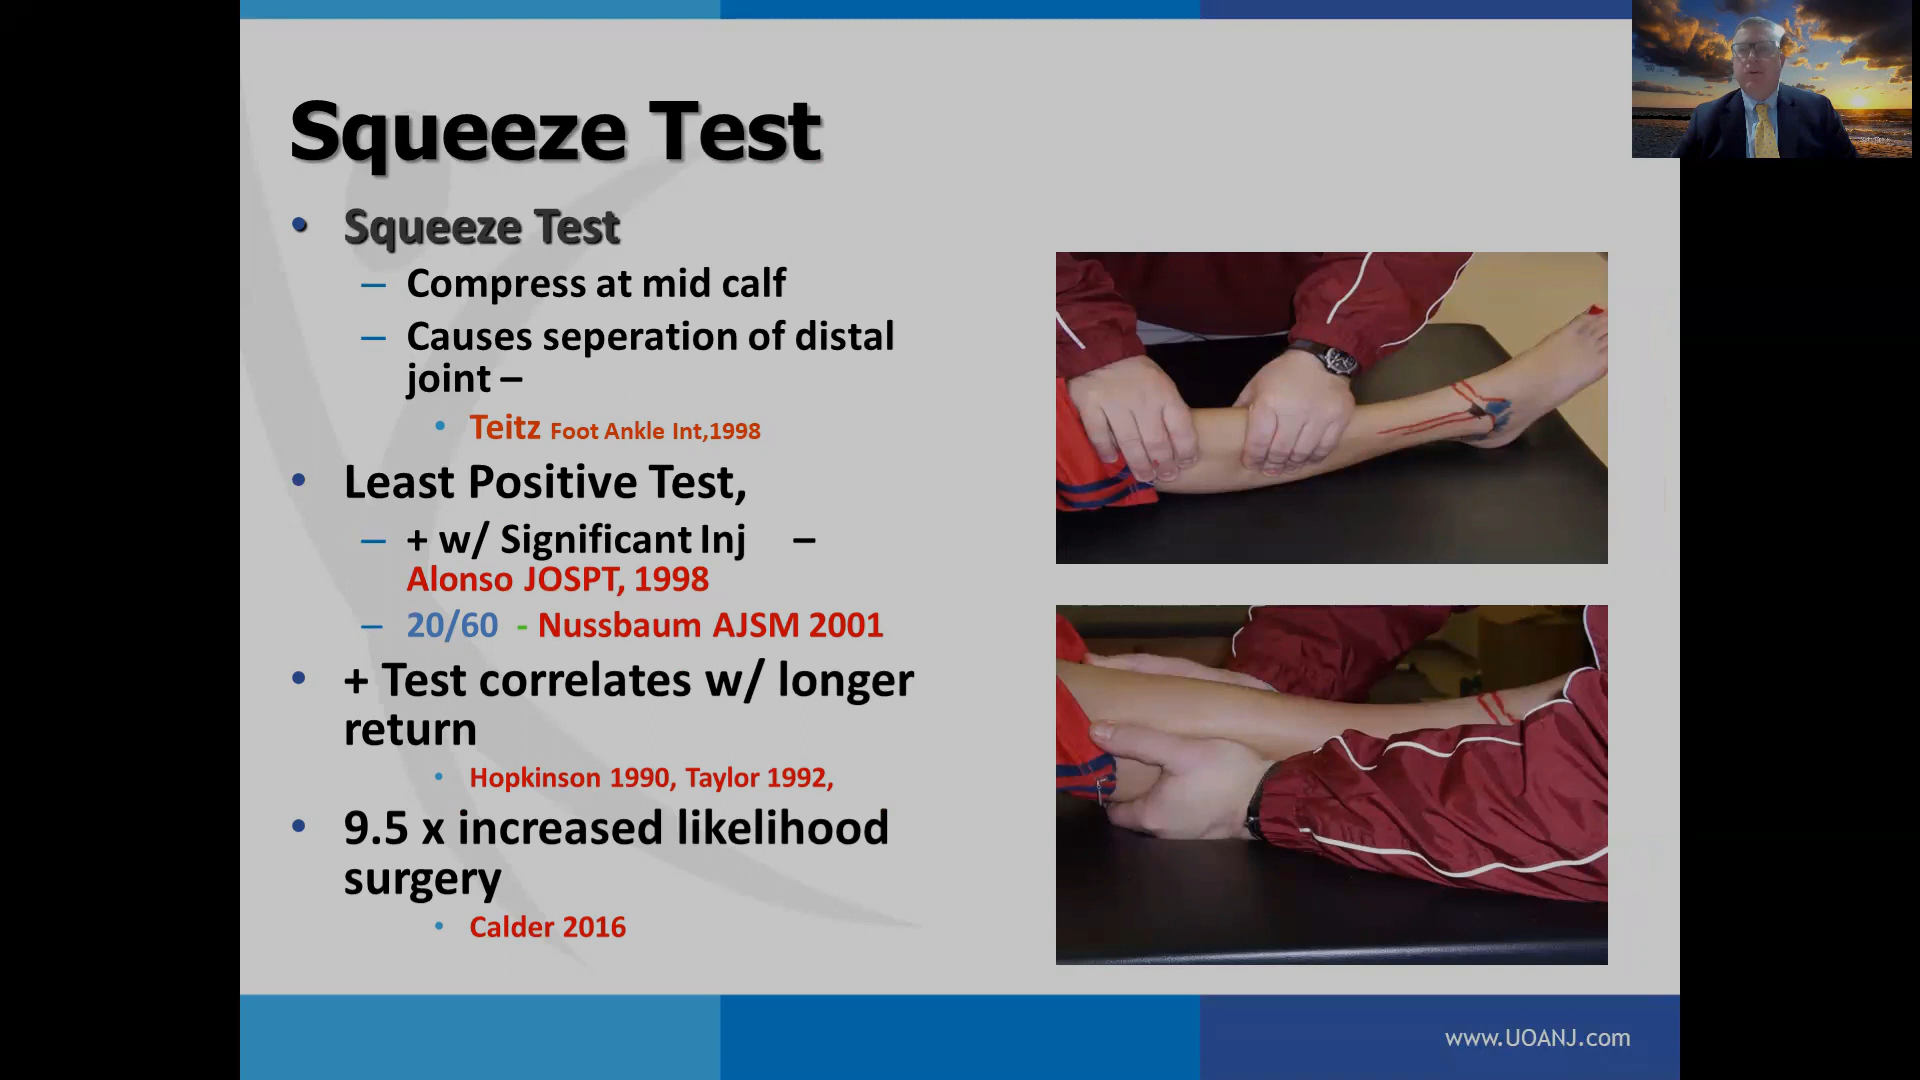 Squeeze Test
• Squeeze Test
– Compress at mid calf
– Causes seperation of distal
joint –
• Teitz Foot Ankle Int,1998
• Least Positive Test,
– + w/ Significant Inj –
Alonso JOSPT, 1998
– 20/60 - Nussbaum AJSM 2001
• + Test correlates w/ longer
return
• Hopkinson 1990, Taylor 1992,
• 9.5 x increased likelihood
surgery
• Calder 2016
www.UOANJ.com